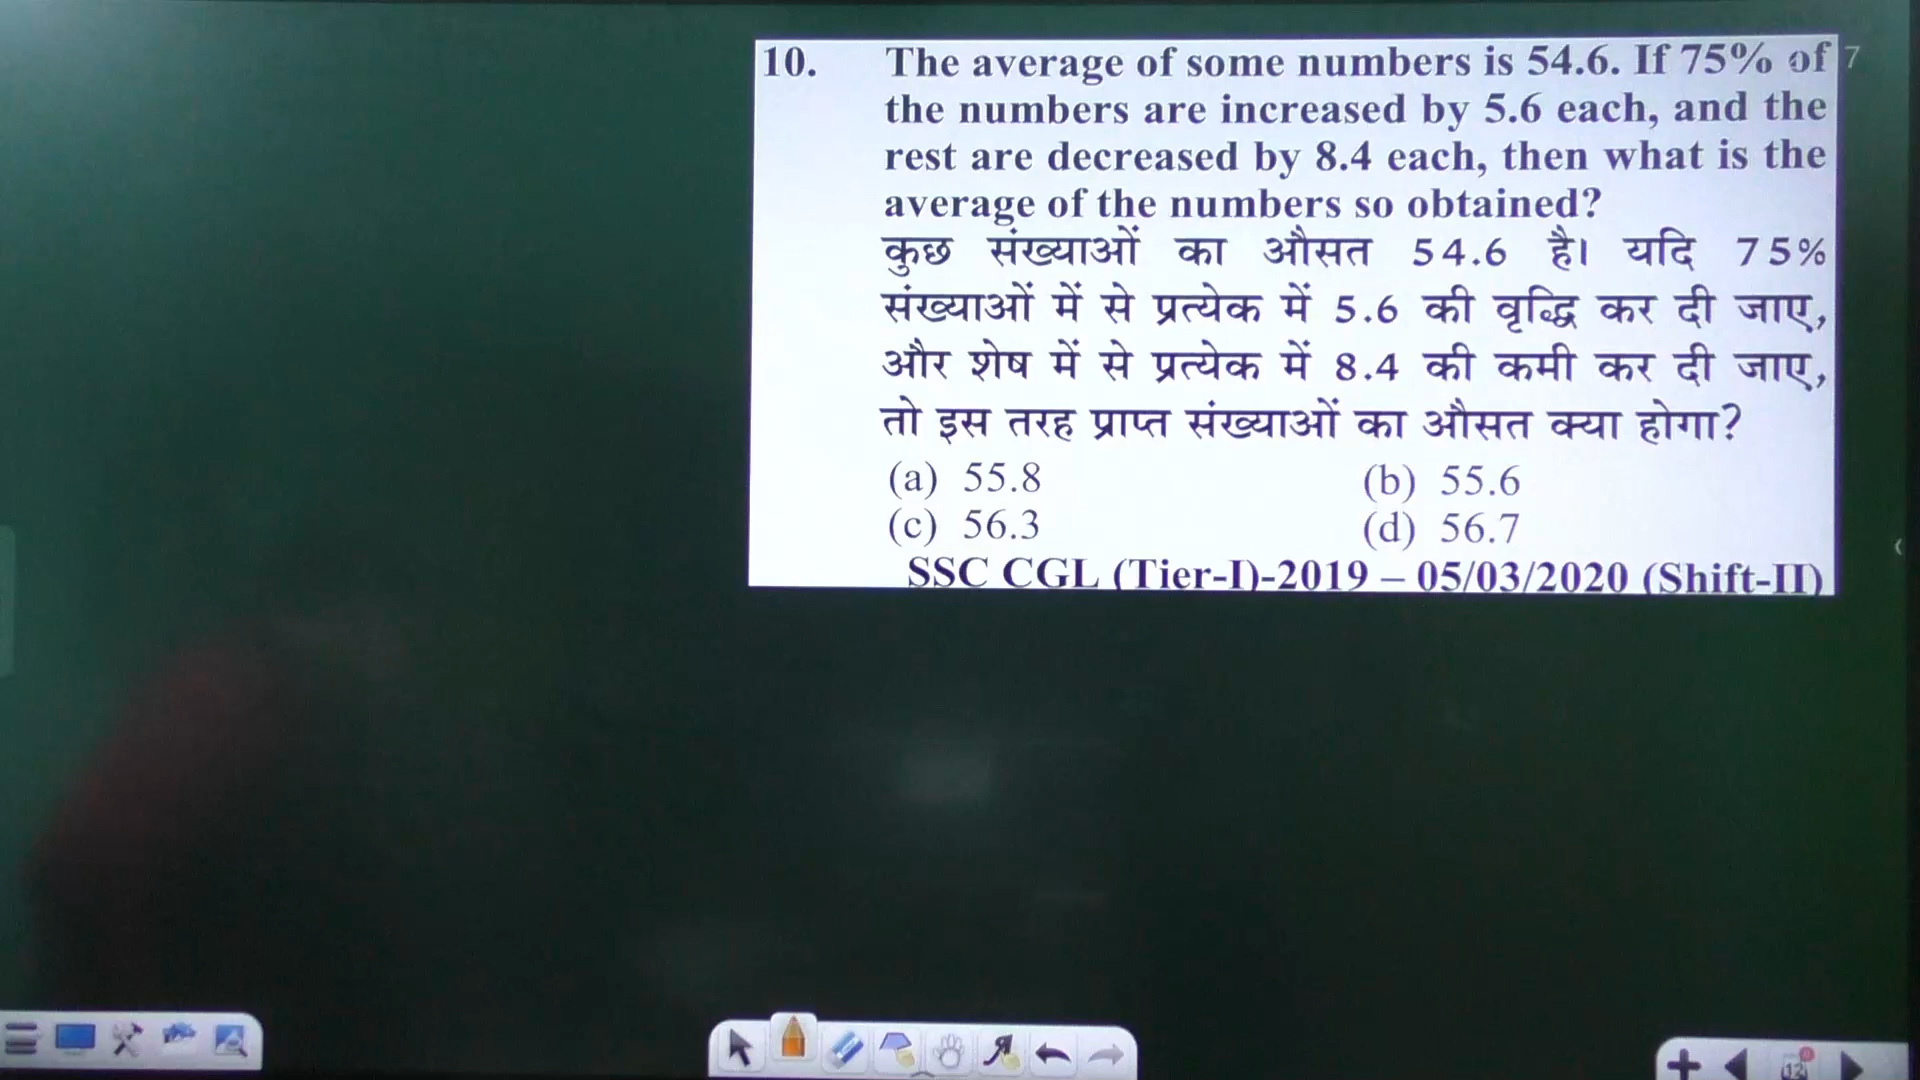 10. The average of some numbers is 54.6. If 75% of 7
the numbers are increased by 5.6 each, and the
rest are decreased by 8.4 each, then what is the
average of the numbers so obtained?
कुछ संख्याओं का औसत 54.6 है। यदि 75%
संख्याओं में से प्रत्येक में 5.6 की वृद्धि कर दी जाए,
और शेष में से प्रत्येक में 8.4 की कमी कर दी जाए,
तो इस तरह प्राप्त संख्याओं का औसत क्या होगा?
(a) 55.8 (b) 55.6
(c) 56.3 (d) 56.7
SSC CGL (Tier-I)-2019 – 05/03/2020 (Shift-II)
12